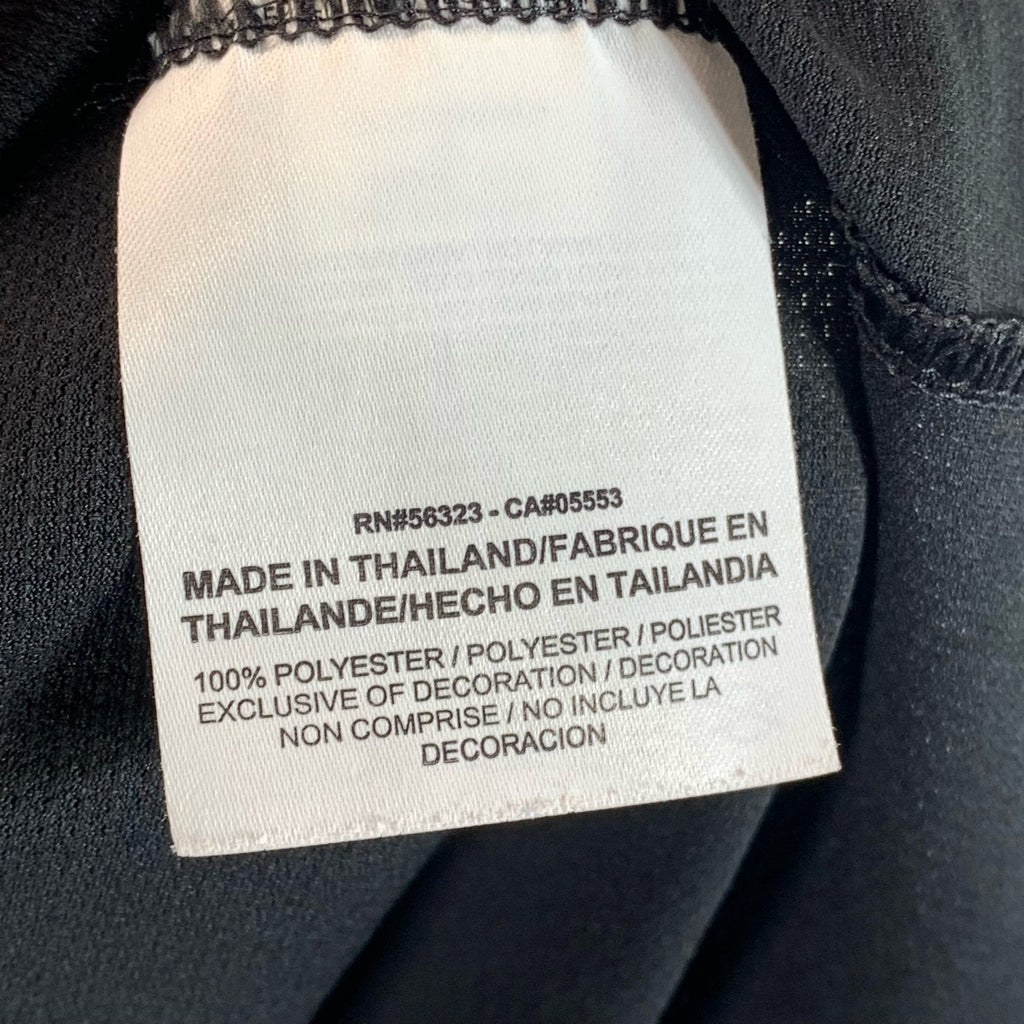 RN#56323 - CA#05553
MADE IN THAILAND/FABRIQUE EN
THAILANDE/HECHO EN TAILANDIA
100% POLYESTER / POLYESTER / POLIESTER
EXCLUSIVE OF DECORATION / DECORATION
NON COMPRISE / NO INCLUYE LA
DECORACION